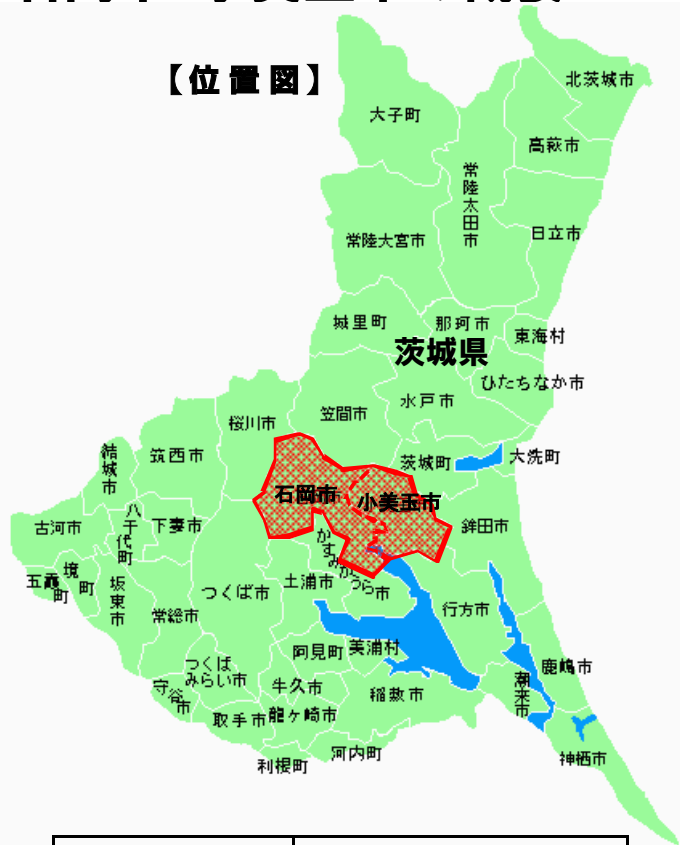 【位置図】
北茨城市
大子町
高萩市
常陸太田市
日立市
常陸大宮市
城里町
那珂市
東海村
茨城県
ひたちなか市
水戸市
笠間市
桜川市
茨城町
大洗町
筑西市
結城市
石岡市
小美玉市
八千代町
古河市
下妻市
鉾田市
かすみがうら市
五霞町
境町
坂東市
つくば市
土浦市
行方市
常総市
阿見町
美浦村
つくばみらい市
鹿嶋市
潮来市
守谷市
牛久市
稲敷市
取手市
龍ヶ崎市
利根町
河内町
神栖市